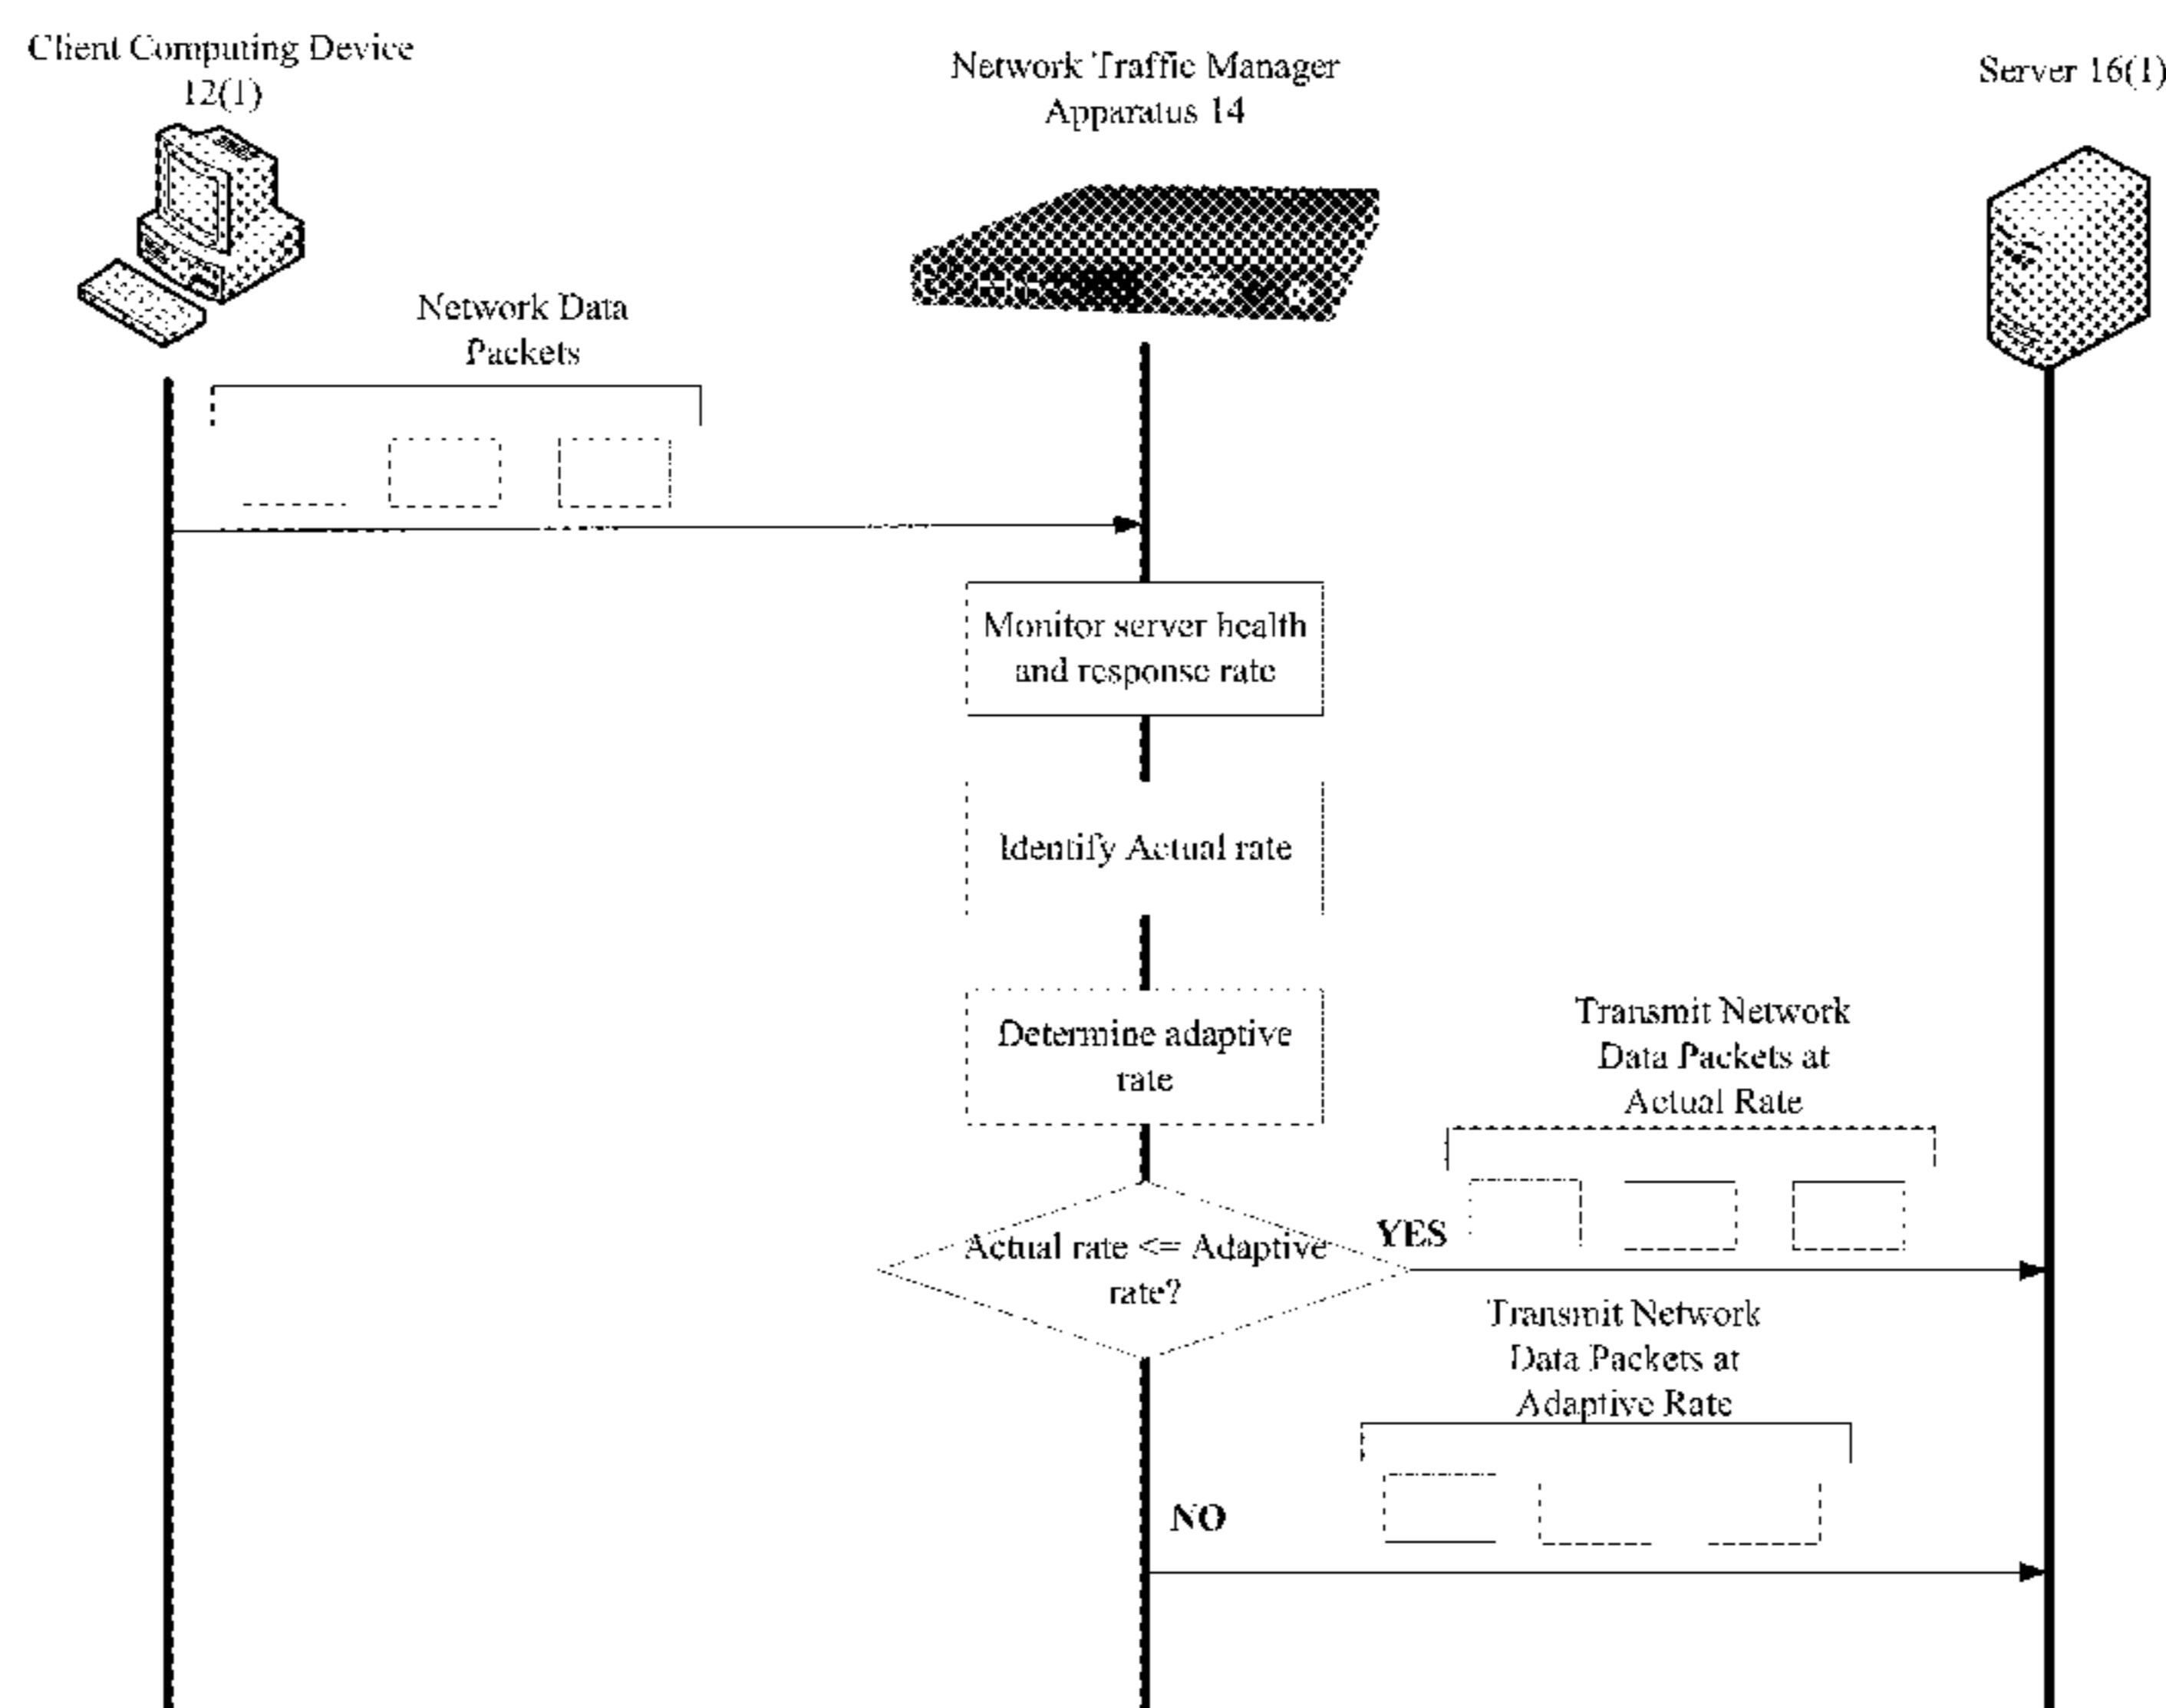 Client Computing Device
12(1)
Network Traffic Manager
Apparatus 14
Server 16(1)
Network Data
Packets
Monitor server health
and response rate
Identify Actual rate
Determine adaptive
rate
Transmit Network
Data Packets at
Actual Rate
Actual rate <= Adaptive
rate?
YES
Transmit Network
Data Packets at
Adaptive Rate
NO